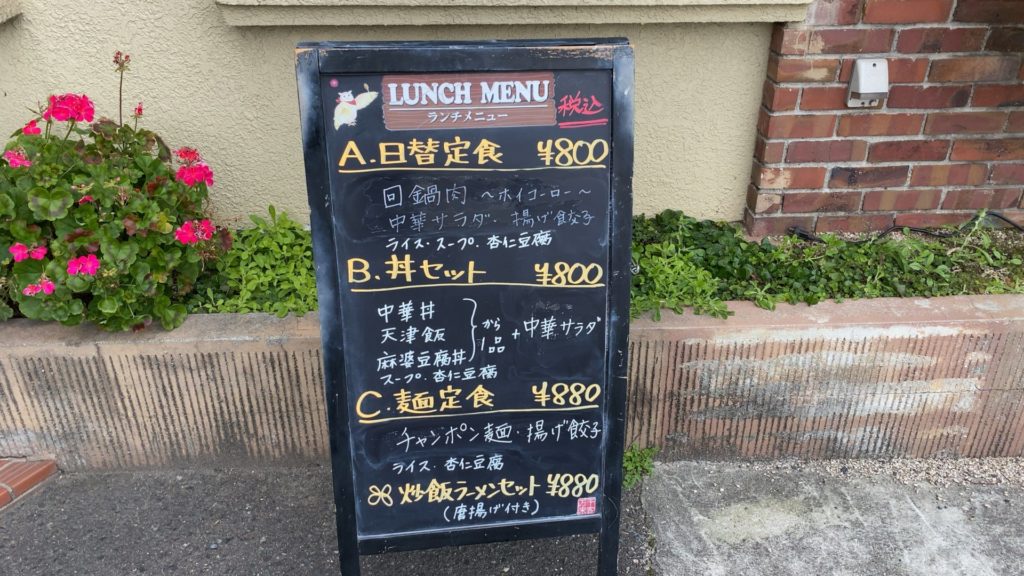 LUNCH MENU
ランチメニュー
税込
A.日替定食 ¥800
回鍋肉 〜ホイコーロー〜
中華サラダ・揚げ餃子
ライス・スープ・杏仁豆腐
B.丼セット ¥800
中華丼
天津飯
麻婆豆腐丼
から
1品
+中華サラダ
スープ・杏仁豆腐
C.麺定食 ¥880
チャンポン麺・揚げ餃子
ライス・杏仁豆腐
炒飯ラーメンセット ¥880
(唐揚げ付き)